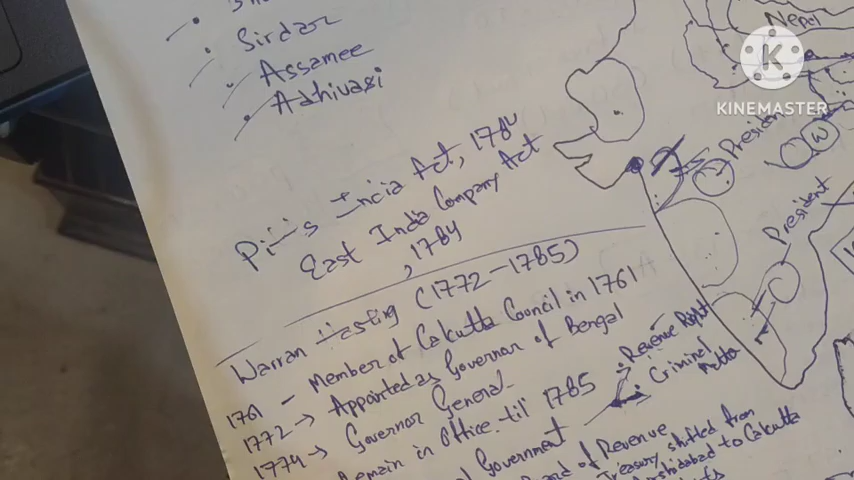 Sirdar
Assamee
Adhivasi
Pitt's India Act, 1784
East India Company Act
, 1784
Warran Hasting (1772-1785)
1761 - Member of Calcutta Council in 1761
1772 → Appointed as Governor of Bengal
1774 → Governor General
Remain in office til 1785
Government
Revenue Right
Criminal
Board of Revenue
Treasury shifted from
to Calcutta
Nepal
President
President
W
K
KINEMASTER